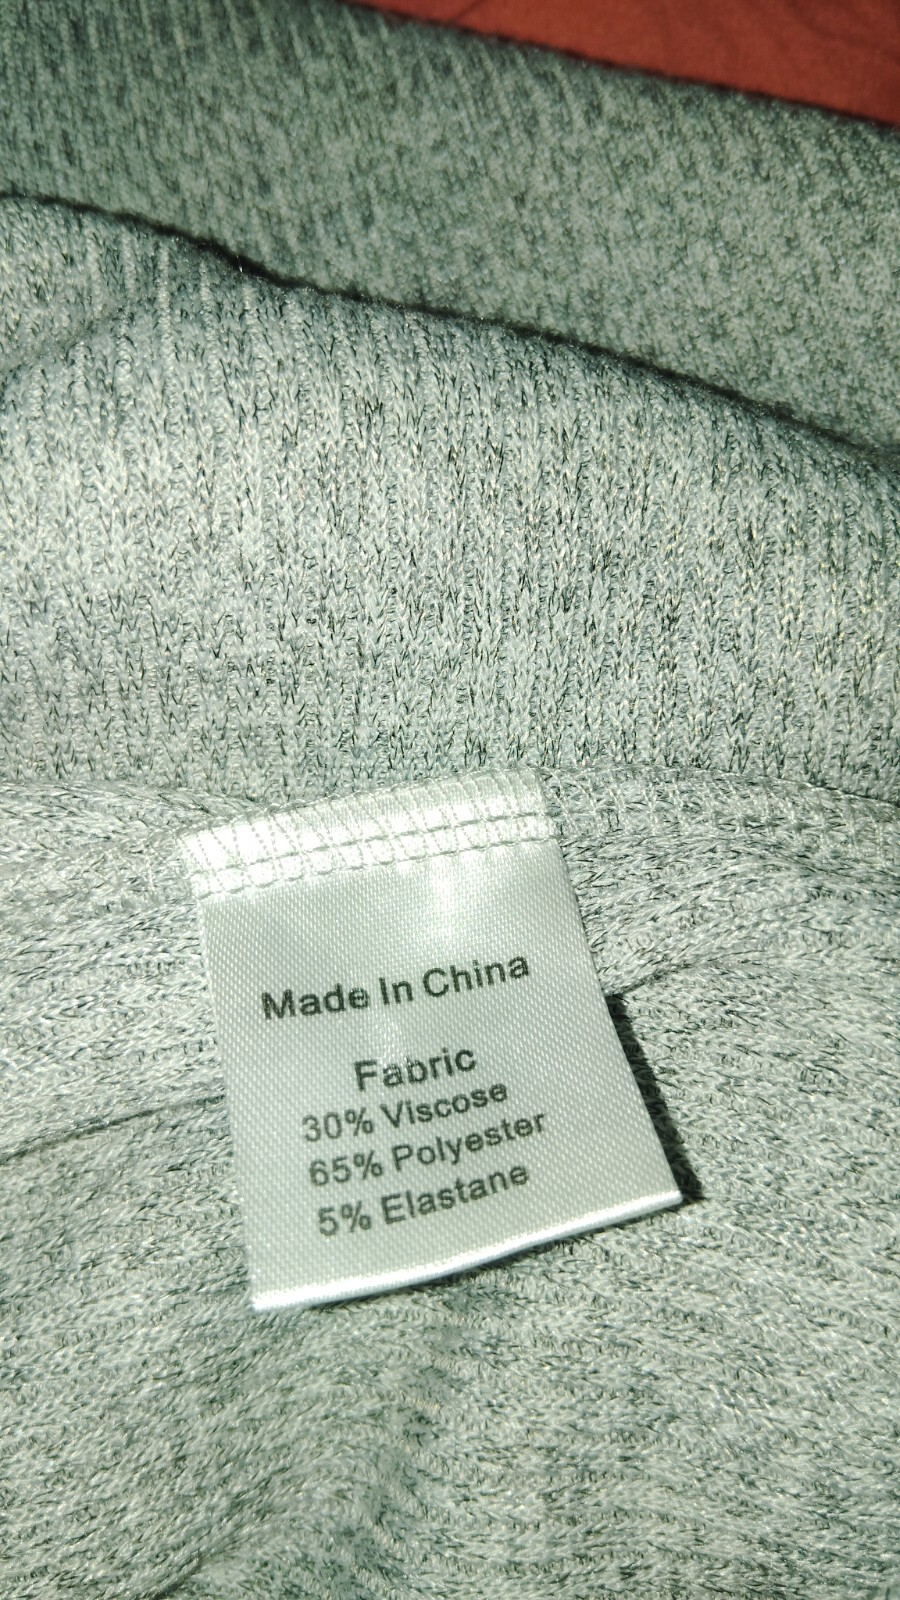 Made In China
Fabric
30% Viscose
65% Polyester
5% Elastane